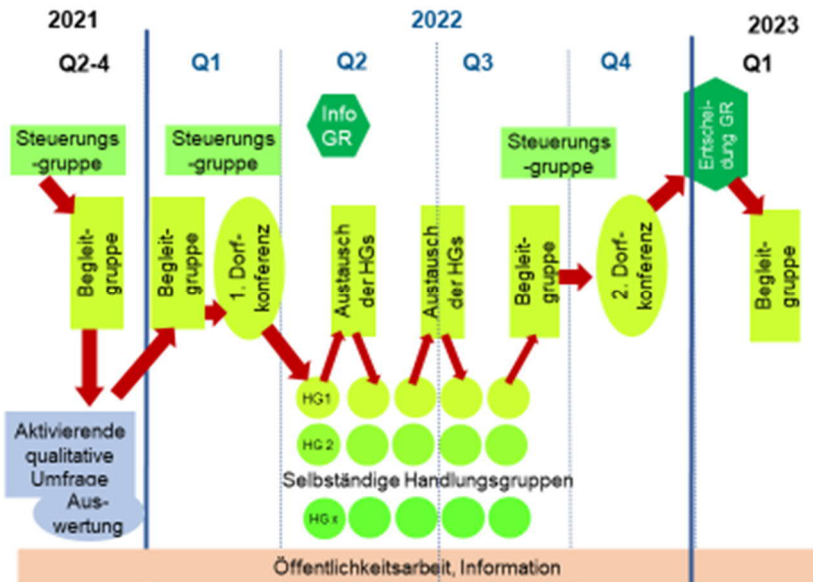 2021
2022
2023
Q2-4
Q1
Q2
Q3
Q4
Q1
Steuerungs
-gruppe
Steuerungs
-gruppe
Info
GR
Steuerungs
-gruppe
Entschei-
dung GR
Begleit-
gruppe
Begleit-
gruppe
1. Dorf-
konferenz
Austausch
der HGs
Austausch
der HGs
Begleit-
gruppe
2. Dorf-
konferenz
Begleit-
gruppe
HG1
HG 2
Selbständige Handlungsgruppen
HG x
Aktivierende
qualitative
Umfrage
Aus-
wertung
Öffentlichkeitsarbeit, Information